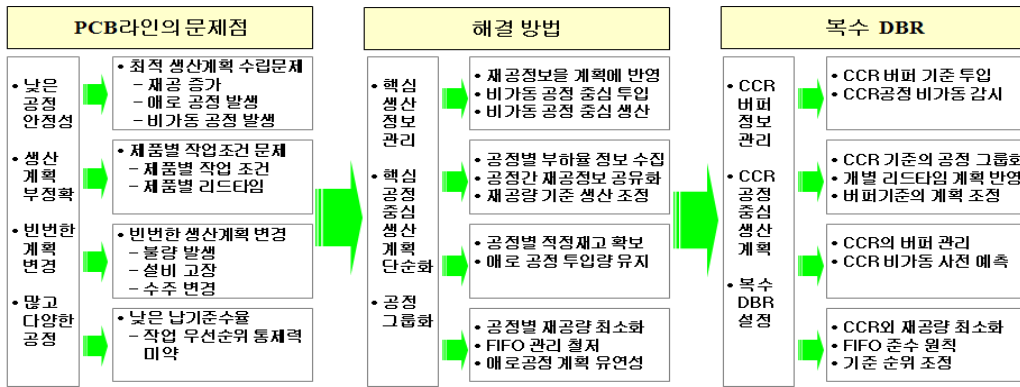 PCB라인의 문제점
• 낮은
공정
안정성
• 생산
계획
부정확
• 빈번한
계획
변경
• 많고
다양한
공정
• 최적 생산계획 수립문제
– 재공 증가
– 애로 공정 발생
– 비가동 공정 발생
• 제품별 작업조건 문제
– 제품별 작업 조건
– 제품별 리드타임
• 빈번한 생산계획 변경
– 불량 발생
– 설비 고장
– 수주 변경
• 낮은 납기준수율
– 작업 우선순위 통제력
미약
해결 방법
• 핵심
생산
정보
관리
• 핵심
공정
중심
생산
계획
단순화
• 공정
그룹화
• 재공정보을 계획에 반영
• 비가동 공정 중심 투입
• 비가동 공정 중심 생산
• 공정별 부하율 정보 수집
• 공정간 재공정보 공유화
• 재공량 기준 생산 조정
• 공정별 적정재고 확보
• 애로 공정 투입량 유지
• 공정별 재공량 최소화
• FIFO 관리 철저
• 애로공정 계획 유연성
복수 DBR
• CCR
버퍼
정보
관리
• CCR
공정
중심
생산
계획
• 복수
DBR
설정
• CCR 버퍼 기준 투입
• CCR공정 비가동 감시
• CCR 기준의 공정 그룹화
• 개별 리드타임 계획 반영
• 버퍼기준의 계획 조정
• CCR의 버퍼 관리
• CCR 비가동 사전 예측
• CCR외 재공량 최소화
• FIFO 준수 원칙
• 기준 순위 조정